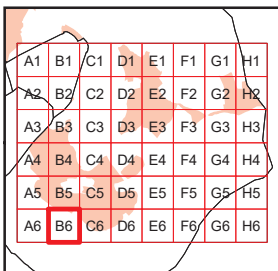 A1 B1 C1 D1 E1 F1 G1 H1
A2 B2 C2 D2 E2 F2 G2 H2
A3 B3 C3 D3 E3 F3 G3 H3
A4 B4 C4 D4 E4 F4 G4 H4
A5 B5 C5 D5 E5 F5 G5 H5
A6 B6 C6 D6 E6 F6 G6 H6